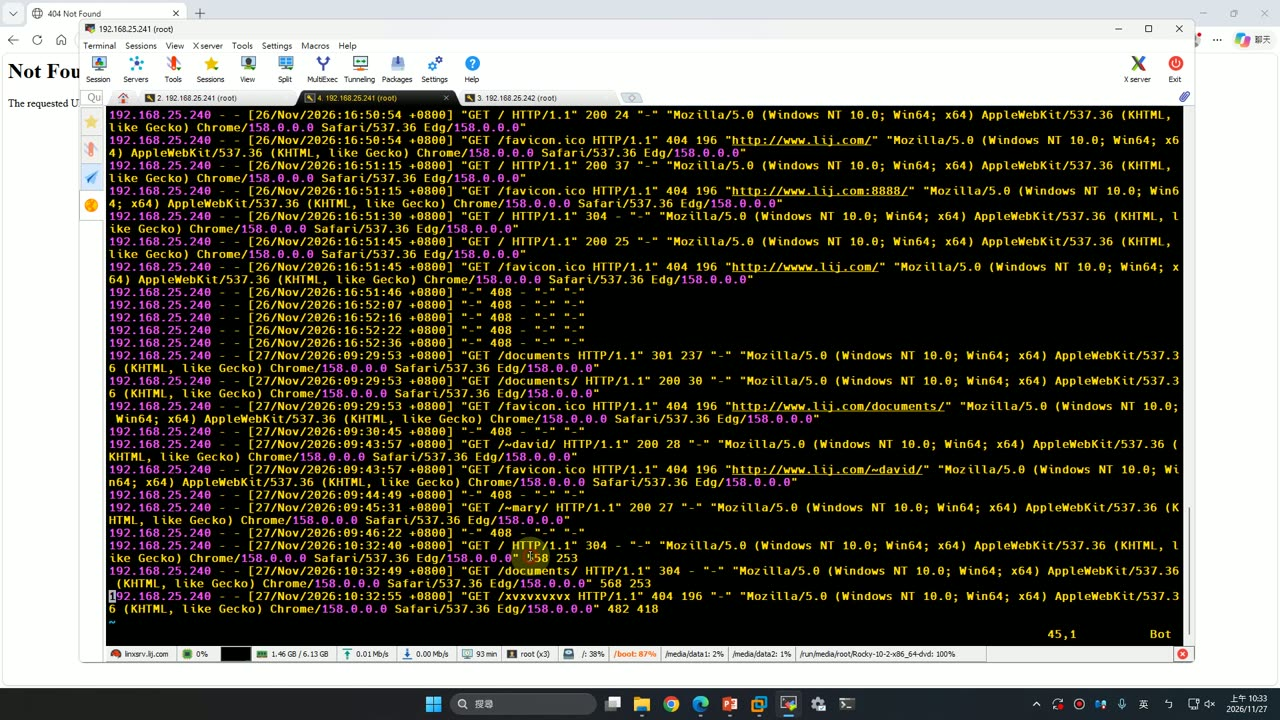 404 Not Found
192.168.25.241 (root)
Terminal Sessions View X server Tools Settings Macros Help
Session Servers Tools Sessions View Split MultiExec Tunneling Packages Settings Help X server Exit
聊天
Not Fou
The requested U
Qu
2. 192.168.25.241 (root)
4. 192.168.25.241 (root)
3. 192.168.25.242 (root)
192.168.25.240 - - [26/Nov/2026:16:50:54 +0800] "GET / HTTP/1.1" 200 24 "-" "Mozilla/5.0 (Windows NT 10.0; Win64; x64) AppleWebKit/537.36 (KHTML,
like Gecko) Chrome/158.0.0.0 Safari/537.36 Edg/158.0.0.0"
192.168.25.240 - - [26/Nov/2026:16:50:54 +0800] "GET /favicon.ico HTTP/1.1" 404 196 "http://www.lij.com/" "Mozilla/5.0 (Windows NT 10.0; Win64; x6
4) AppleWebKit/537.36 (KHTML, like Gecko) Chrome/158.0.0.0 Safari/537.36 Edg/158.0.0.0"
192.168.25.240 - - [26/Nov/2026:16:51:15 +0800] "GET / HTTP/1.1" 200 37 "-" "Mozilla/5.0 (Windows NT 10.0; Win64; x64) AppleWebKit/537.36 (KHTML,
like Gecko) Chrome/158.0.0.0 Safari/537.36 Edg/158.0.0.0"
192.168.25.240 - - [26/Nov/2026:16:51:15 +0800] "GET /favicon.ico HTTP/1.1" 404 196 "http://www.lij.com:8888/" "Mozilla/5.0 (Windows NT 10.0; Win6
4; x64) AppleWebKit/537.36 (KHTML, like Gecko) Chrome/158.0.0.0 Safari/537.36 Edg/158.0.0.0"
192.168.25.240 - - [26/Nov/2026:16:51:30 +0800] "GET / HTTP/1.1" 304 - "-" "Mozilla/5.0 (Windows NT 10.0; Win64; x64) AppleWebKit/537.36 (KHTML, l
ike Gecko) Chrome/158.0.0.0 Safari/537.36 Edg/158.0.0.0"
192.168.25.240 - - [26/Nov/2026:16:51:45 +0800] "GET / HTTP/1.1" 200 25 "-" "Mozilla/5.0 (Windows NT 10.0; Win64; x64) AppleWebKit/537.36 (KHTML,
like Gecko) Chrome/158.0.0.0 Safari/537.36 Edg/158.0.0.0"
192.168.25.240 - - [26/Nov/2026:16:51:45 +0800] "GET /favicon.ico HTTP/1.1" 404 196 "http://wwww.lij.com/" "Mozilla/5.0 (Windows NT 10.0; Win64; x
64) AppleWebKit/537.36 (KHTML, like Gecko) Chrome/158.0.0.0 Safari/537.36 Edg/158.0.0.0"
192.168.25.240 - - [26/Nov/2026:16:51:46 +0800] "-" 408 - "-" "-"
192.168.25.240 - - [26/Nov/2026:16:52:07 +0800] "-" 408 - "-" "-"
192.168.25.240 - - [26/Nov/2026:16:52:16 +0800] "-" 408 - "-" "-"
192.168.25.240 - - [26/Nov/2026:16:52:22 +0800] "-" 408 - "-" "-"
192.168.25.240 - - [26/Nov/2026:16:52:36 +0800] "-" 408 - "-" "-"
192.168.25.240 - - [27/Nov/2026:09:29:53 +0800] "GET /documents HTTP/1.1" 301 237 "-" "Mozilla/5.0 (Windows NT 10.0; Win64; x64) AppleWebKit/537.3
6 (KHTML, like Gecko) Chrome/158.0.0.0 Safari/537.36 Edg/158.0.0.0"
192.168.25.240 - - [27/Nov/2026:09:29:53 +0800] "GET /documents/ HTTP/1.1" 200 30 "-" "Mozilla/5.0 (Windows NT 10.0; Win64; x64) AppleWebKit/537.3
6 (KHTML, like Gecko) Chrome/158.0.0.0 Safari/537.36 Edg/158.0.0.0"
192.168.25.240 - - [27/Nov/2026:09:29:53 +0800] "GET /favicon.ico HTTP/1.1" 404 196 "http://www.lij.com/documents/" "Mozilla/5.0 (Windows NT 10.0;
Win64; x64) AppleWebKit/537.36 (KHTML, like Gecko) Chrome/158.0.0.0 Safari/537.36 Edg/158.0.0.0"
192.168.25.240 - - [27/Nov/2026:09:30:45 +0800] "-" 408 - "-" "-"
192.168.25.240 - - [27/Nov/2026:09:43:57 +0800] "GET /~david/ HTTP/1.1" 200 28 "-" "Mozilla/5.0 (Windows NT 10.0; Win64; x64) AppleWebKit/537.36 (
KHTML, like Gecko) Chrome/158.0.0.0 Safari/537.36 Edg/158.0.0.0"
192.168.25.240 - - [27/Nov/2026:09:43:57 +0800] "GET /favicon.ico HTTP/1.1" 404 196 "http://www.lij.com/~david/" "Mozilla/5.0 (Windows NT 10.0; Wi
n64; x64) AppleWebKit/537.36 (KHTML, like Gecko) Chrome/158.0.0.0 Safari/537.36 Edg/158.0.0.0"
192.168.25.240 - - [27/Nov/2026:09:44:49 +0800] "-" 408 - "-" "-"
192.168.25.240 - - [27/Nov/2026:09:45:31 +0800] "GET /~mary/ HTTP/1.1" 200 27 "-" "Mozilla/5.0 (Windows NT 10.0; Win64; x64) AppleWebKit/537.36 (K
HTML, like Gecko) Chrome/158.0.0.0 Safari/537.36 Edg/158.0.0.0"
192.168.25.240 - - [27/Nov/2026:09:46:22 +0800] "-" 408 - "-" "-"
192.168.25.240 - - [27/Nov/2026:10:32:40 +0800] "GET / HTTP/1.1" 304 - "-" "Mozilla/5.0 (Windows NT 10.0; Win64; x64) AppleWebKit/537.36 (KHTML, l
ike Gecko) Chrome/158.0.0.0 Safari/537.36 Edg/158.0.0.0" 558 253
192.168.25.240 - - [27/Nov/2026:10:32:49 +0800] "GET /documents/ HTTP/1.1" 304 - "-" "Mozilla/5.0 (Windows NT 10.0; Win64; x64) AppleWebKit/537.36
(KHTML, like Gecko) Chrome/158.0.0.0 Safari/537.36 Edg/158.0.0.0" 568 253
192.168.25.240 - - [27/Nov/2026:10:32:55 +0800] "GET /xvxvxvxvx HTTP/1.1" 404 196 "-" "Mozilla/5.0 (Windows NT 10.0; Win64; x64) AppleWebKit/537.3
6 (KHTML, like Gecko) Chrome/158.0.0.0 Safari/537.36 Edg/158.0.0.0" 482 418
~
45,1 Bot
linxsrv.lij.com 0% 1.46 GB / 6.13 GB 0.01 Mb/s 0.00 Mb/s 93 min root (x3) /: 38% /boot: 87% /media/data1: 2% /media/data2: 1% /run/media/root/Rocky-10-2-x86_64-dvd: 100%
搜尋
英
上午 10:33
2026/11/27